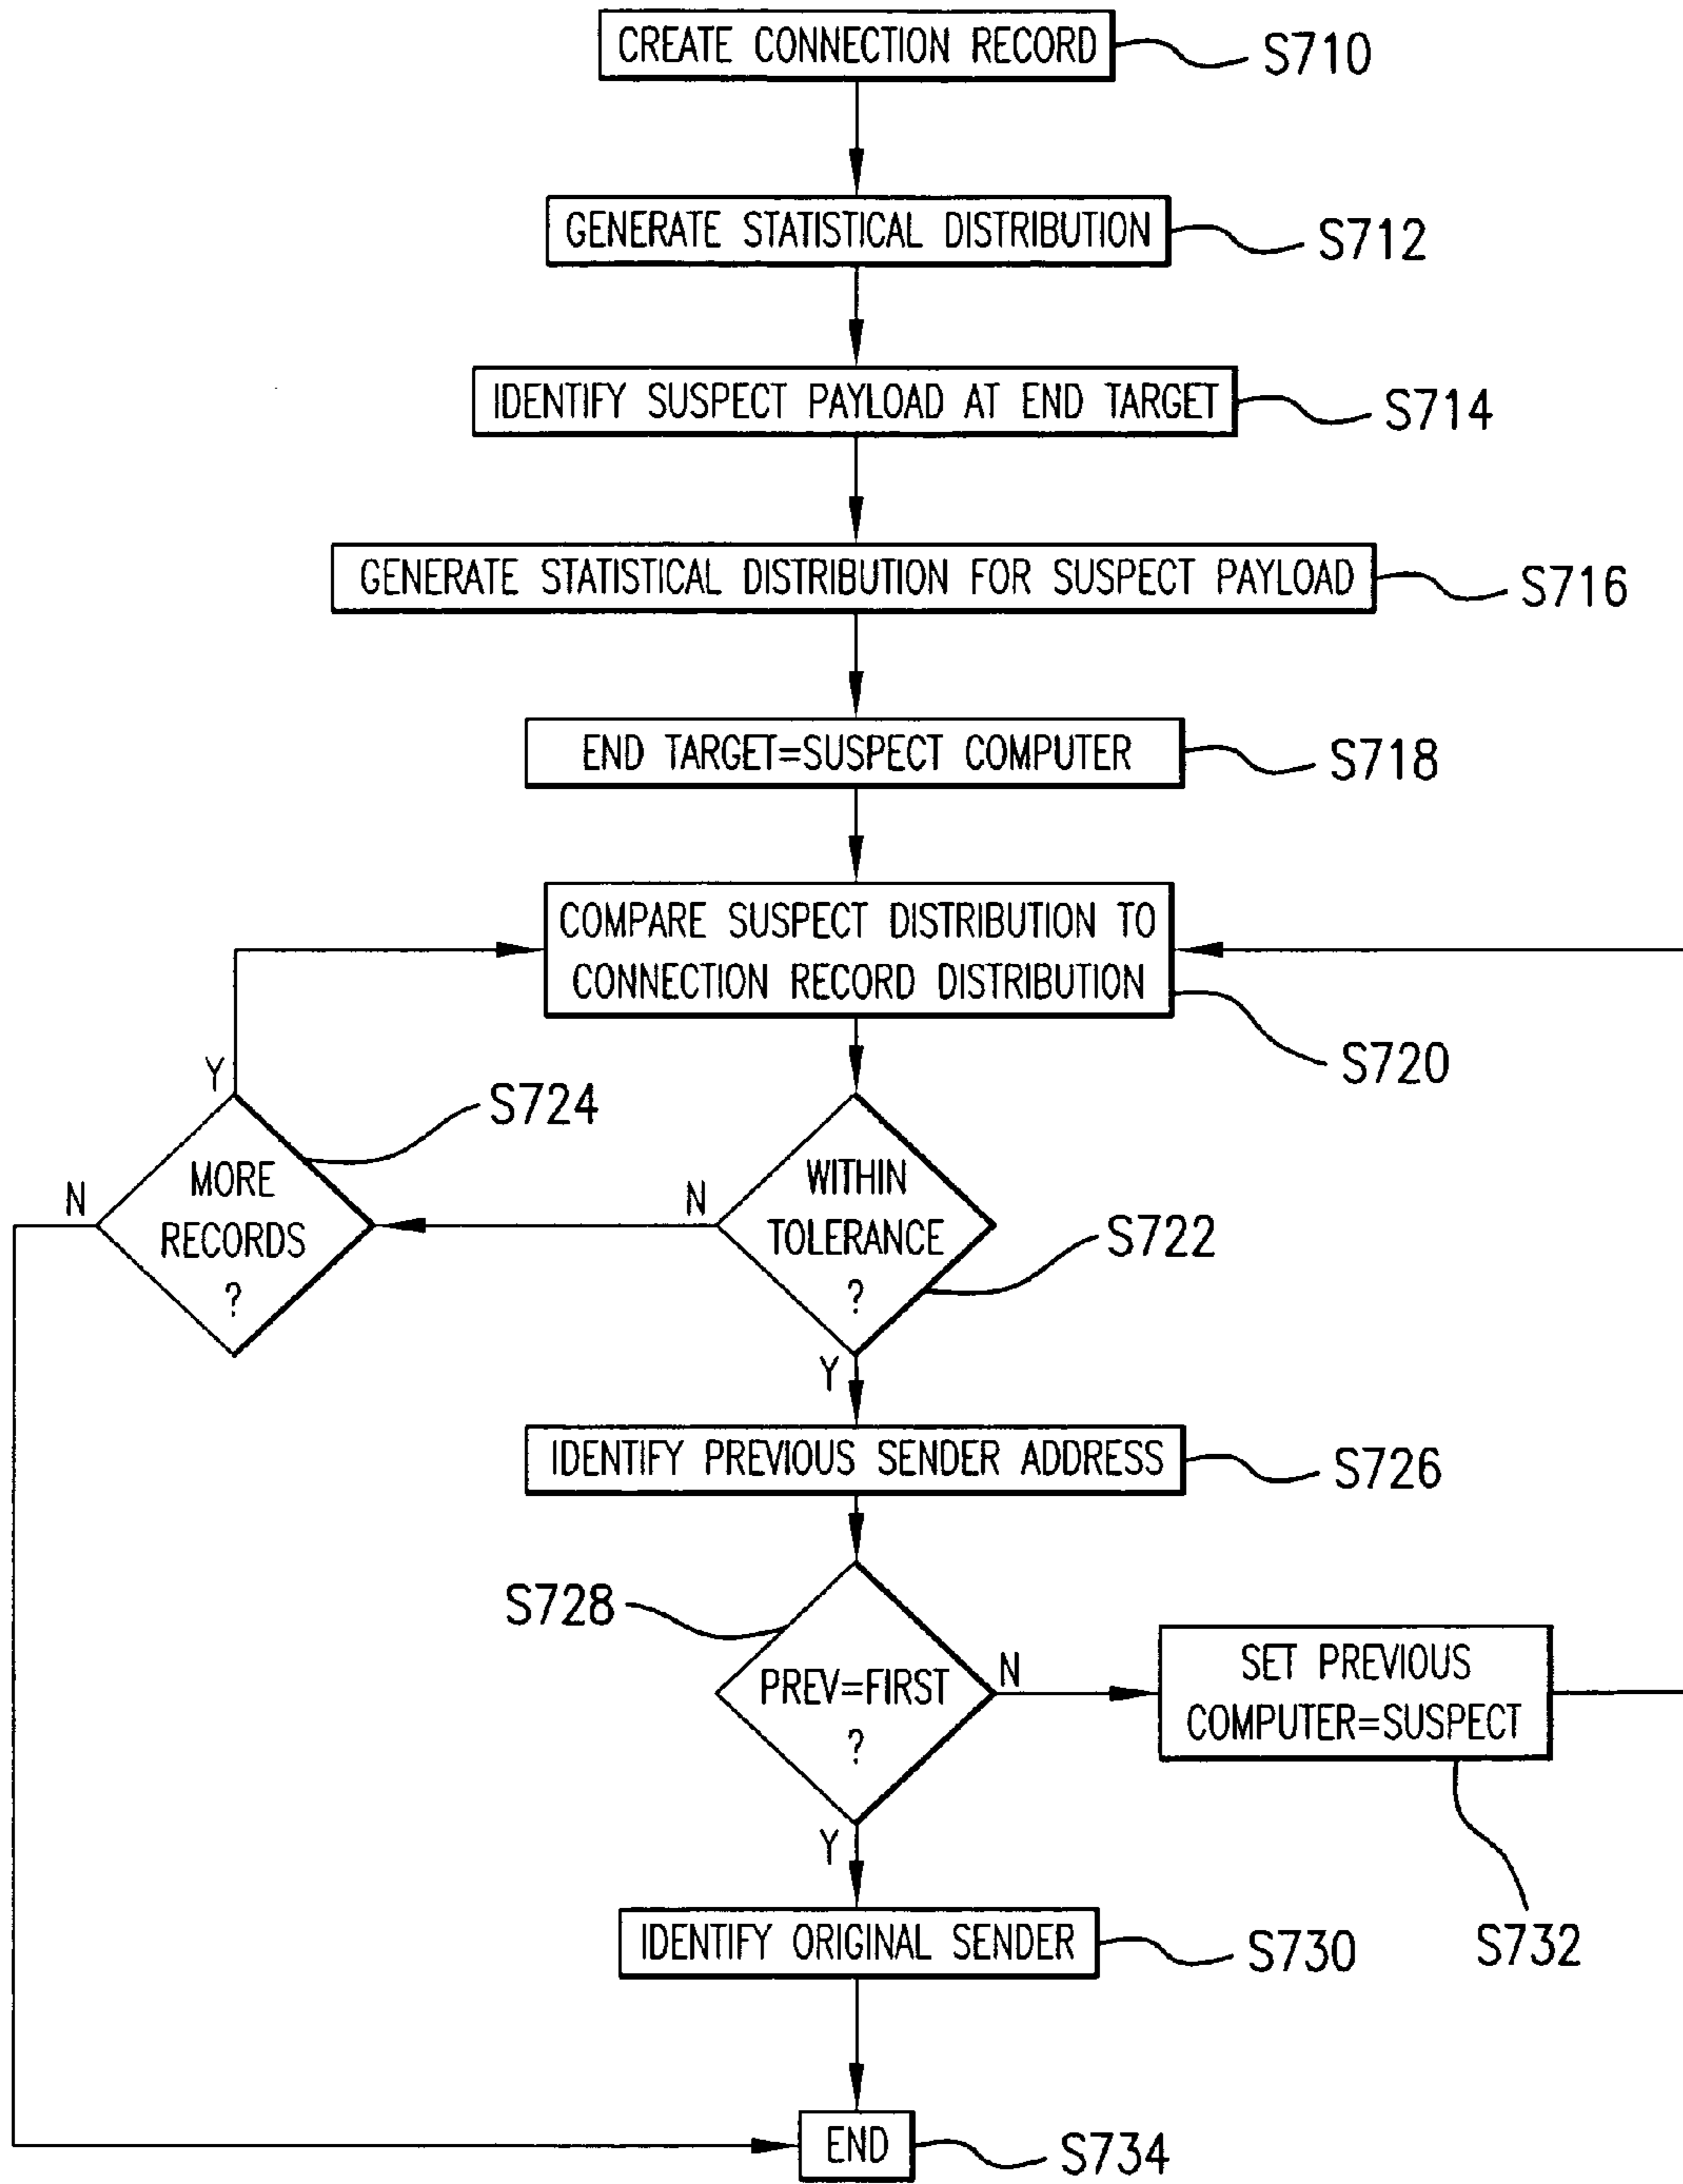 CREATE CONNECTION RECORD
S710
GENERATE STATISTICAL DISTRIBUTION
S712
IDENTIFY SUSPECT PAYLOAD AT END TARGET
S714
GENERATE STATISTICAL DISTRIBUTION FOR SUSPECT PAYLOAD
S716
END TARGET=SUSPECT COMPUTER
S718
COMPARE SUSPECT DISTRIBUTION TO
CONNECTION RECORD DISTRIBUTION
S720
Y
S724
MORE
RECORDS
?
N
N
WITHIN
TOLERANCE
?
S722
Y
IDENTIFY PREVIOUS SENDER ADDRESS
S726
S728
PREV=FIRST
?
N
SET PREVIOUS
COMPUTER=SUSPECT
S732
Y
IDENTIFY ORIGINAL SENDER
S730
END
S734